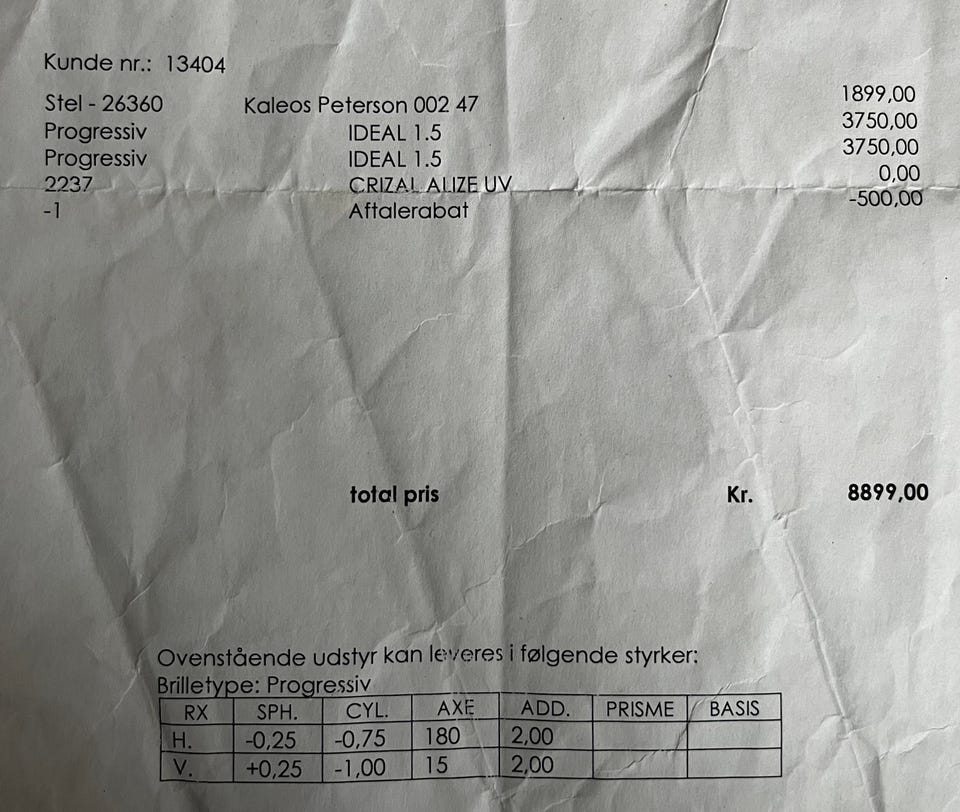 Kunde nr.: 13404
Stel - 26360 Kaleos Peterson 002 47 1899,00
Progressiv IDEAL 1.5 3750,00
Progressiv IDEAL 1.5 3750,00
2237 CRIZAL ALIZE UV 0,00
-1 Aftalerabat -500,00
total pris Kr. 8899,00
Ovenstående udstyr kan leveres i følgende styrker:
Brilletype: Progressiv
RX SPH. CYL. AXE ADD. PRISME BASIS
H. -0,25 -0,75 180 2,00
V. +0,25 -1,00 15 2,00